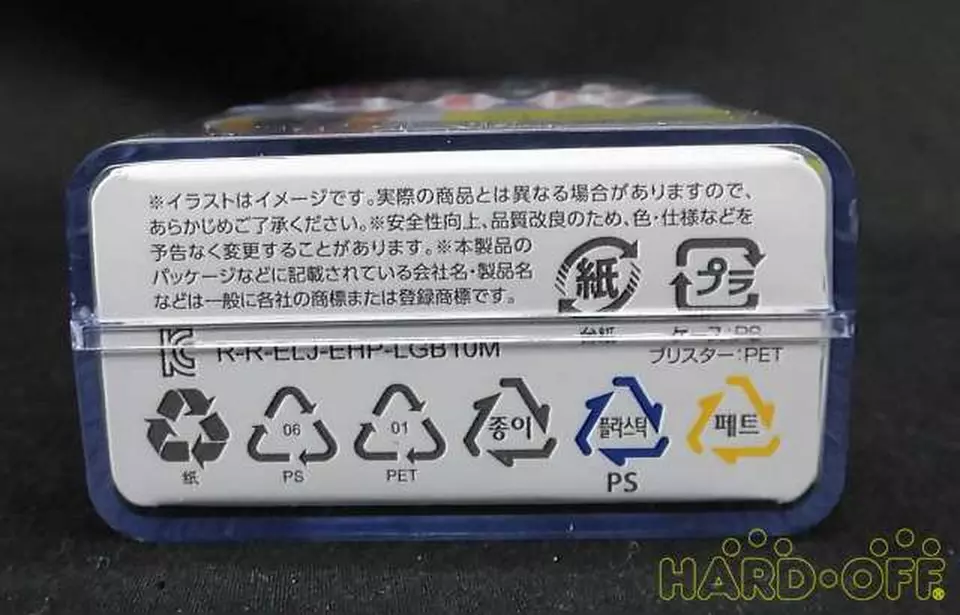 ※イラストはイメージです。実際の商品とは異なる場合がありますので、
あらかじめご了承ください。※安全性向上、品質改良のため、色・仕様などを
予告なく変更することがあります。※本製品の
パッケージなどに記載されている会社名・製品名
などは一般に各社の商標または登録商標です。
紙
プラ
台紙
ケース:PS
ブリスター:PET
R-R-ELJ-EHP-LGB10M
06
01
종이
플라스틱
페트
紙
PS
PET
PS
HARD・OFF